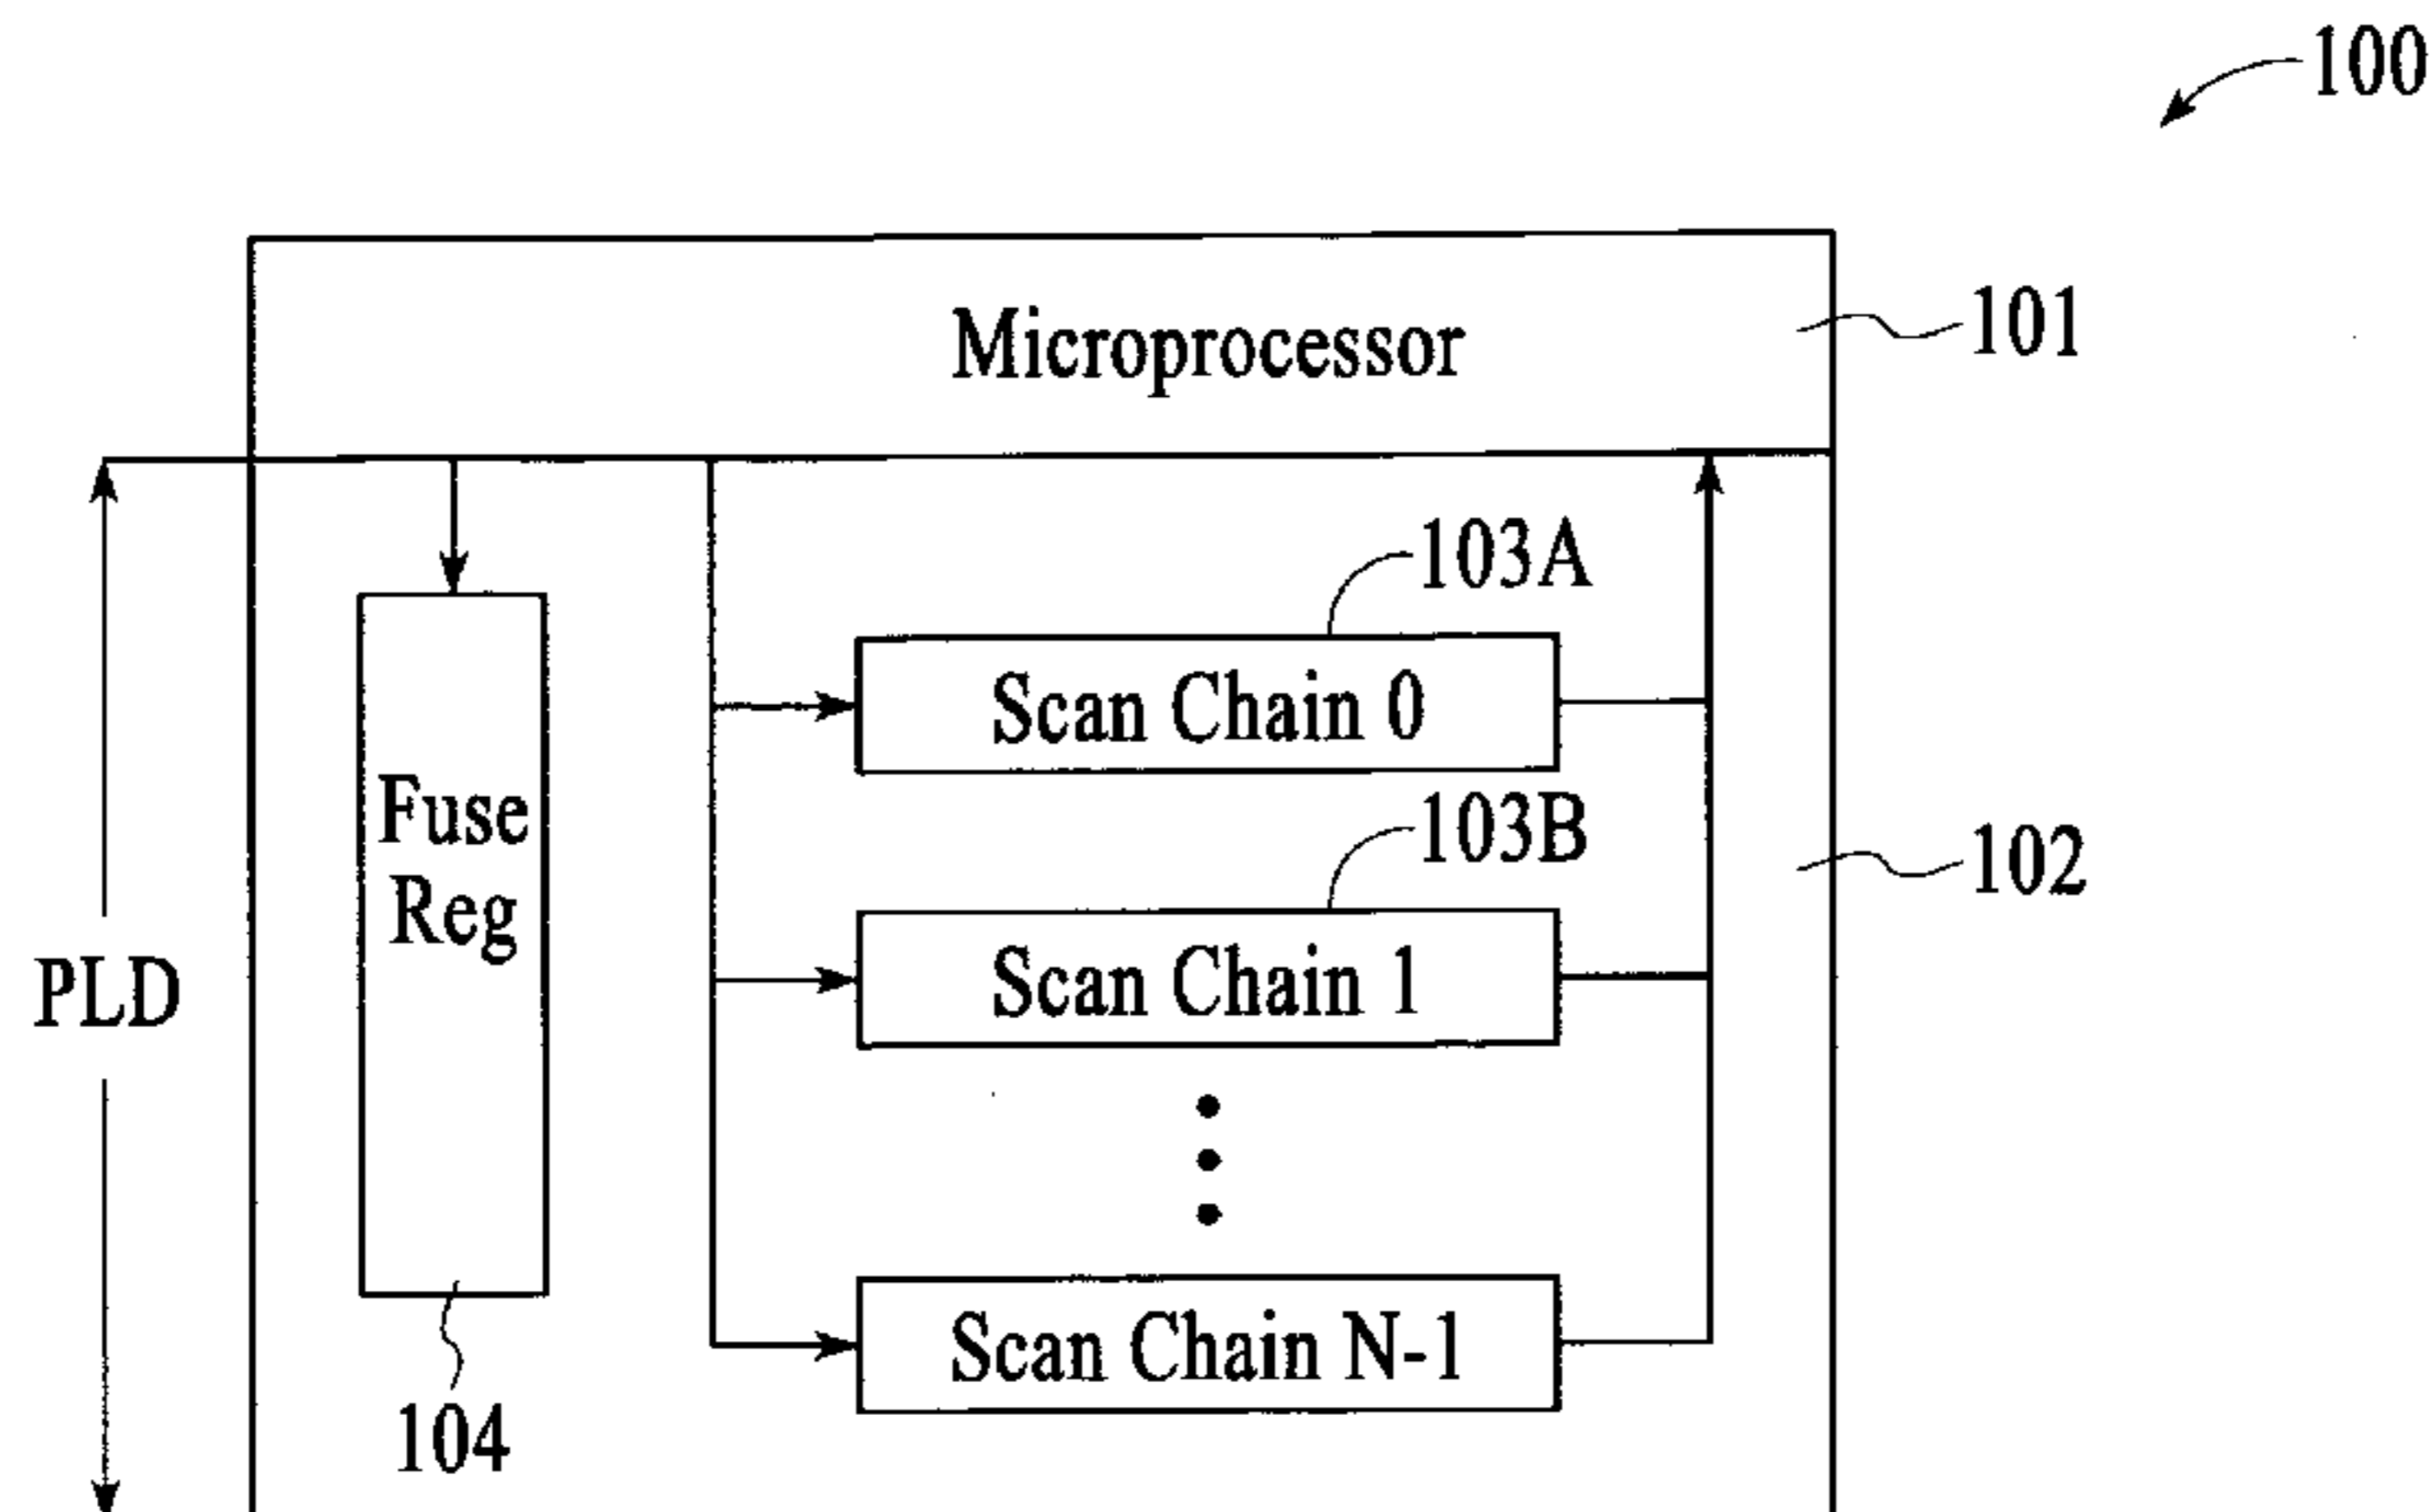 100
Microprocessor
101
103A
Scan Chain 0
Fuse
Reg
103B
102
PLD
Scan Chain 1
Scan Chain N-1
104